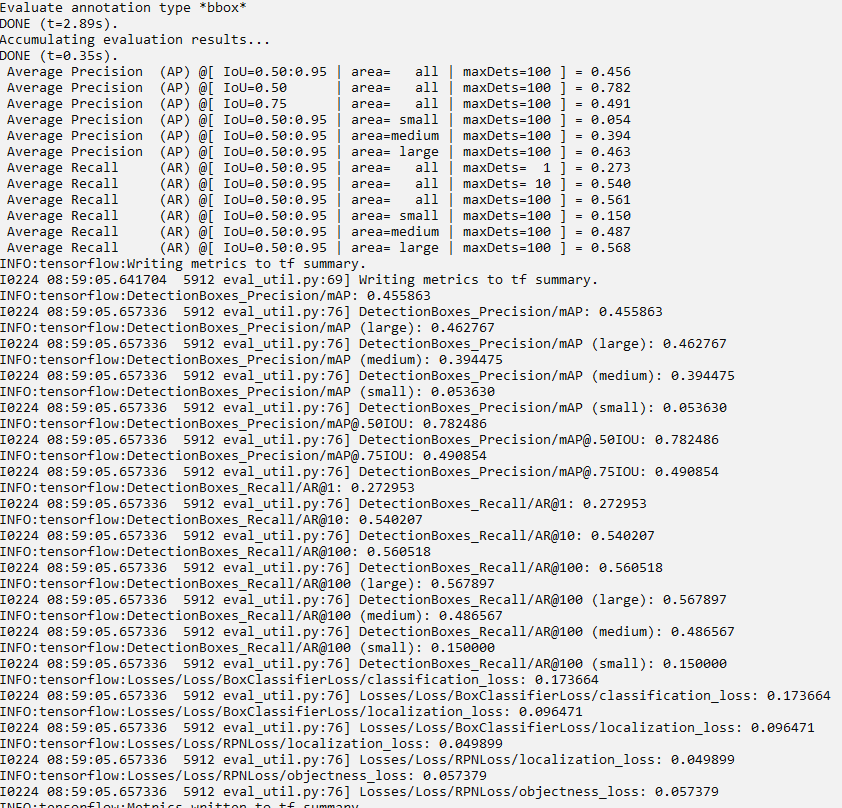 Evaluate annotation type *bbox*
DONE (t=2.89s).
Accumulating evaluation results...
DONE (t=0.35s).
 Average Precision  (AP) @[ IoU=0.50:0.95 | area=   all | maxDets=100 ] = 0.456
 Average Precision  (AP) @[ IoU=0.50      | area=   all | maxDets=100 ] = 0.782
 Average Precision  (AP) @[ IoU=0.75      | area=   all | maxDets=100 ] = 0.491
 Average Precision  (AP) @[ IoU=0.50:0.95 | area= small | maxDets=100 ] = 0.054
 Average Precision  (AP) @[ IoU=0.50:0.95 | area=medium | maxDets=100 ] = 0.394
 Average Precision  (AP) @[ IoU=0.50:0.95 | area= large | maxDets=100 ] = 0.463
 Average Recall     (AR) @[ IoU=0.50:0.95 | area=   all | maxDets=  1 ] = 0.273
 Average Recall     (AR) @[ IoU=0.50:0.95 | area=   all | maxDets= 10 ] = 0.540
 Average Recall     (AR) @[ IoU=0.50:0.95 | area=   all | maxDets=100 ] = 0.561
 Average Recall     (AR) @[ IoU=0.50:0.95 | area= small | maxDets=100 ] = 0.150
 Average Recall     (AR) @[ IoU=0.50:0.95 | area=medium | maxDets=100 ] = 0.487
 Average Recall     (AR) @[ IoU=0.50:0.95 | area= large | maxDets=100 ] = 0.568
INFO:tensorflow:Writing metrics to tf summary.
I0224 08:59:05.641704  5912 eval_util.py:69] Writing metrics to tf summary.
INFO:tensorflow:DetectionBoxes_Precision/mAP: 0.455863
I0224 08:59:05.657336  5912 eval_util.py:76] DetectionBoxes_Precision/mAP: 0.455863
INFO:tensorflow:DetectionBoxes_Precision/mAP (large): 0.462767
I0224 08:59:05.657336  5912 eval_util.py:76] DetectionBoxes_Precision/mAP (large): 0.462767
INFO:tensorflow:DetectionBoxes_Precision/mAP (medium): 0.394475
I0224 08:59:05.657336  5912 eval_util.py:76] DetectionBoxes_Precision/mAP (medium): 0.394475
INFO:tensorflow:DetectionBoxes_Precision/mAP (small): 0.053630
I0224 08:59:05.657336  5912 eval_util.py:76] DetectionBoxes_Precision/mAP (small): 0.053630
INFO:tensorflow:DetectionBoxes_Precision/mAP@.50IOU: 0.782486
I0224 08:59:05.657336  5912 eval_util.py:76] DetectionBoxes_Precision/mAP@.50IOU: 0.782486
INFO:tensorflow:DetectionBoxes_Precision/mAP@.75IOU: 0.490854
I0224 08:59:05.657336  5912 eval_util.py:76] DetectionBoxes_Precision/mAP@.75IOU: 0.490854
INFO:tensorflow:DetectionBoxes_Recall/AR@1: 0.272953
I0224 08:59:05.657336  5912 eval_util.py:76] DetectionBoxes_Recall/AR@1: 0.272953
INFO:tensorflow:DetectionBoxes_Recall/AR@10: 0.540207
I0224 08:59:05.657336  5912 eval_util.py:76] DetectionBoxes_Recall/AR@10: 0.540207
INFO:tensorflow:DetectionBoxes_Recall/AR@100: 0.560518
I0224 08:59:05.657336  5912 eval_util.py:76] DetectionBoxes_Recall/AR@100: 0.560518
INFO:tensorflow:DetectionBoxes_Recall/AR@100 (large): 0.567897
I0224 08:59:05.657336  5912 eval_util.py:76] DetectionBoxes_Recall/AR@100 (large): 0.567897
INFO:tensorflow:DetectionBoxes_Recall/AR@100 (medium): 0.486567
I0224 08:59:05.657336  5912 eval_util.py:76] DetectionBoxes_Recall/AR@100 (medium): 0.486567
INFO:tensorflow:DetectionBoxes_Recall/AR@100 (small): 0.150000
I0224 08:59:05.657336  5912 eval_util.py:76] DetectionBoxes_Recall/AR@100 (small): 0.150000
INFO:tensorflow:Losses/Loss/BoxClassifierLoss/classification_loss: 0.173664
I0224 08:59:05.657336  5912 eval_util.py:76] Losses/Loss/BoxClassifierLoss/classification_loss: 0.173664
INFO:tensorflow:Losses/Loss/BoxClassifierLoss/localization_loss: 0.096471
I0224 08:59:05.657336  5912 eval_util.py:76] Losses/Loss/BoxClassifierLoss/localization_loss: 0.096471
INFO:tensorflow:Losses/Loss/RPNLoss/localization_loss: 0.049899
I0224 08:59:05.657336  5912 eval_util.py:76] Losses/Loss/RPNLoss/localization_loss: 0.049899
INFO:tensorflow:Losses/Loss/RPNLoss/objectness_loss: 0.057379
I0224 08:59:05.657336  5912 eval_util.py:76] Losses/Loss/RPNLoss/objectness_loss: 0.057379
INFO:tensorflow:Metrics written to tf summary.